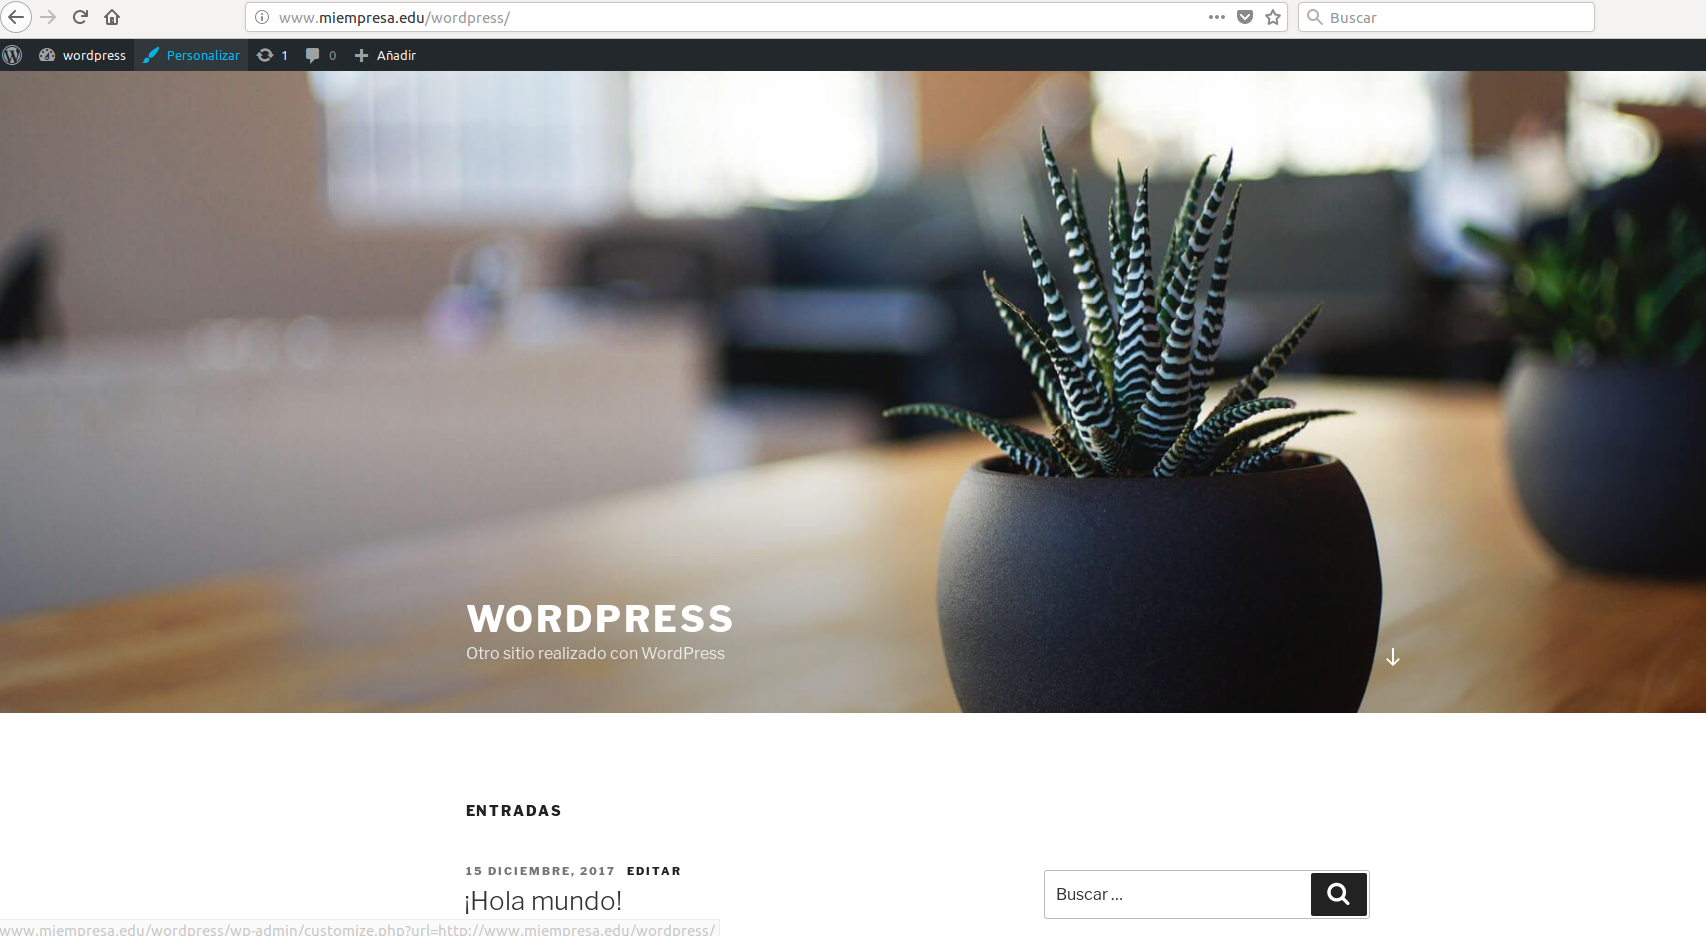 www.miempresa.edu/wordpress/
Buscar
wordpress Personalizar 1 0 Añadir
WORDPRESS
Otro sitio realizado con WordPress
ENTRADAS
15 DICIEMBRE, 2017 EDITAR
¡Hola mundo!
Buscar ...
www.miempresa.edu/wordpress/wp-admin/customize.php?url=http://www.miempresa.edu/wordpress/